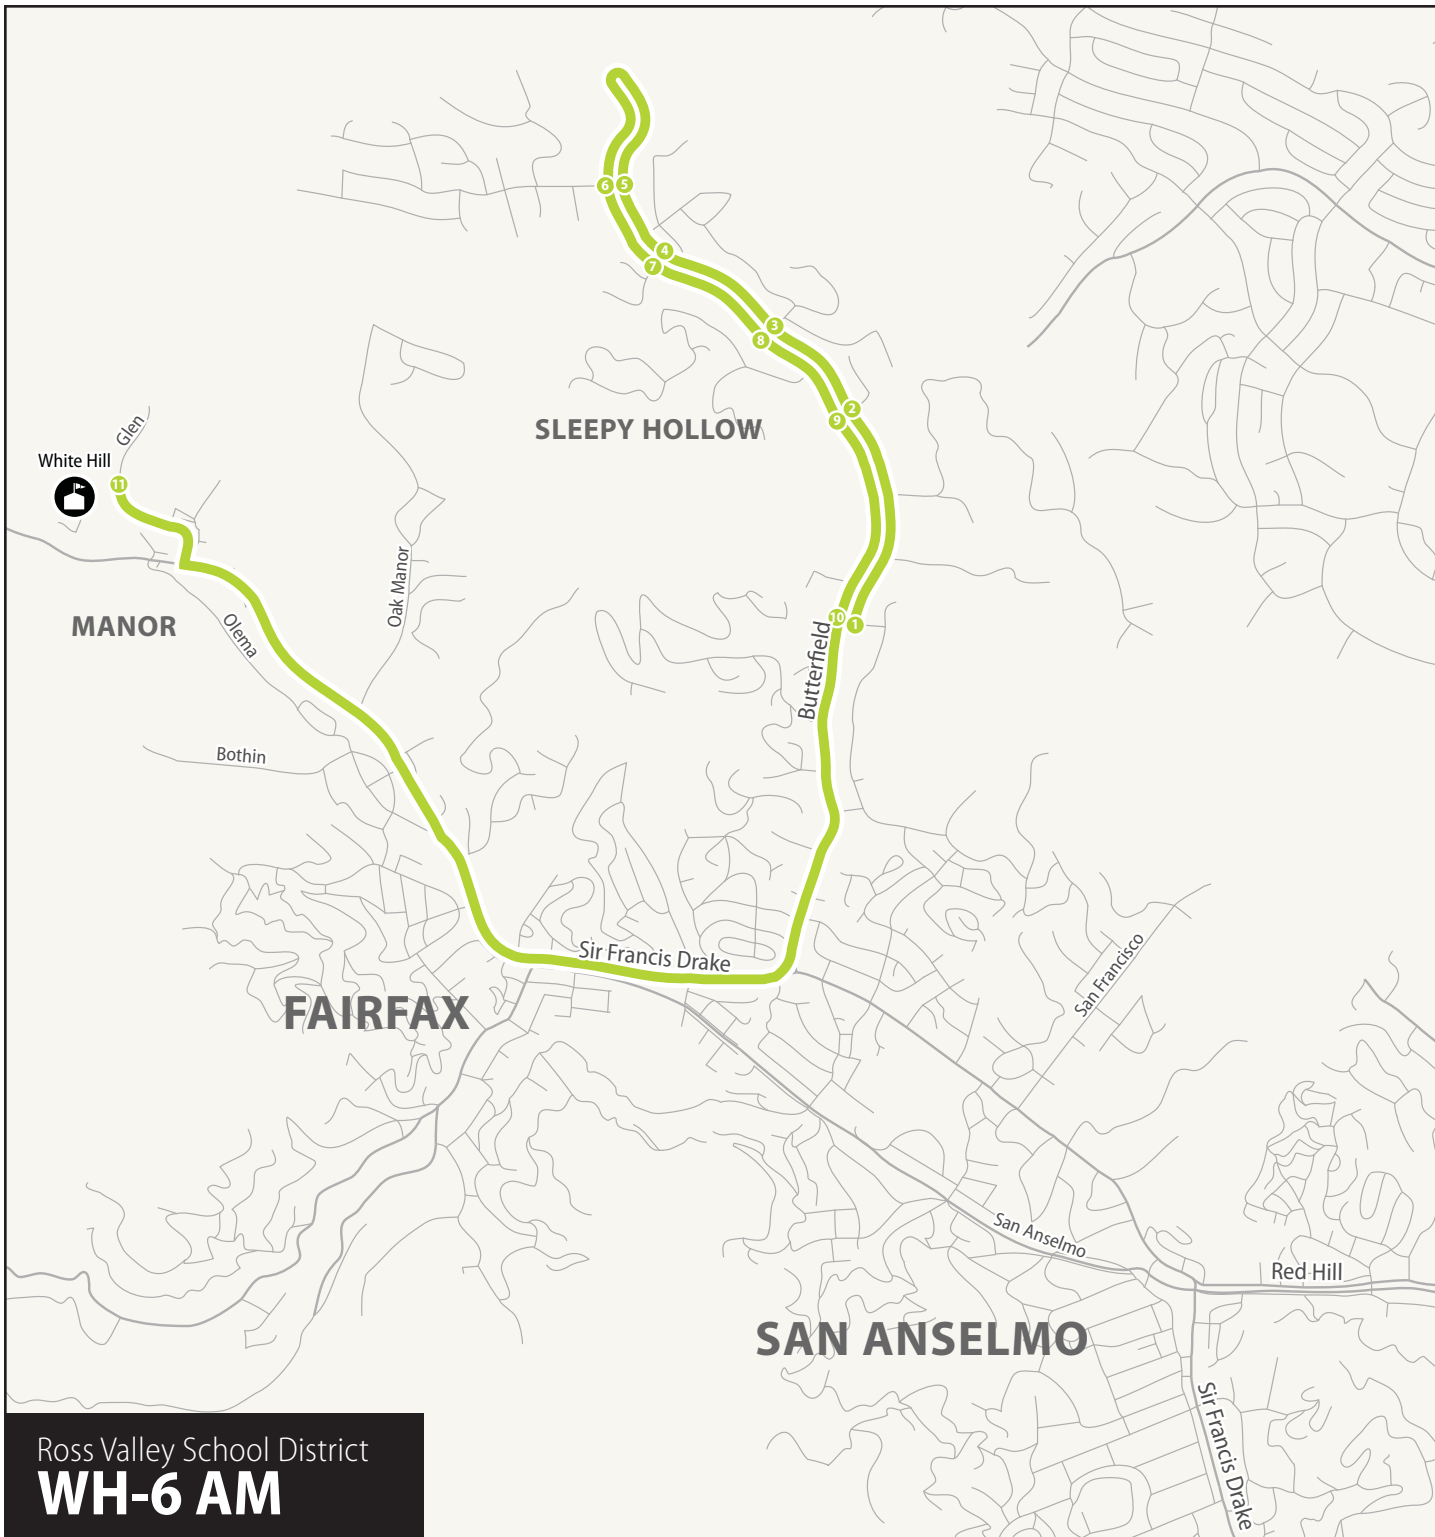 6
5
4
7
3
8
SLEEPY HOLLOW
2
9
Glen
White Hill
11
Oak Manor
MANOR
Olema
10
1
Butterfield
Bothin
Sir Francis Drake
San Francisco
FAIRFAX
San Anselmo
Red Hill
SAN ANSELMO
Sir Francis Drake
Ross Valley School District
WH-6 AM